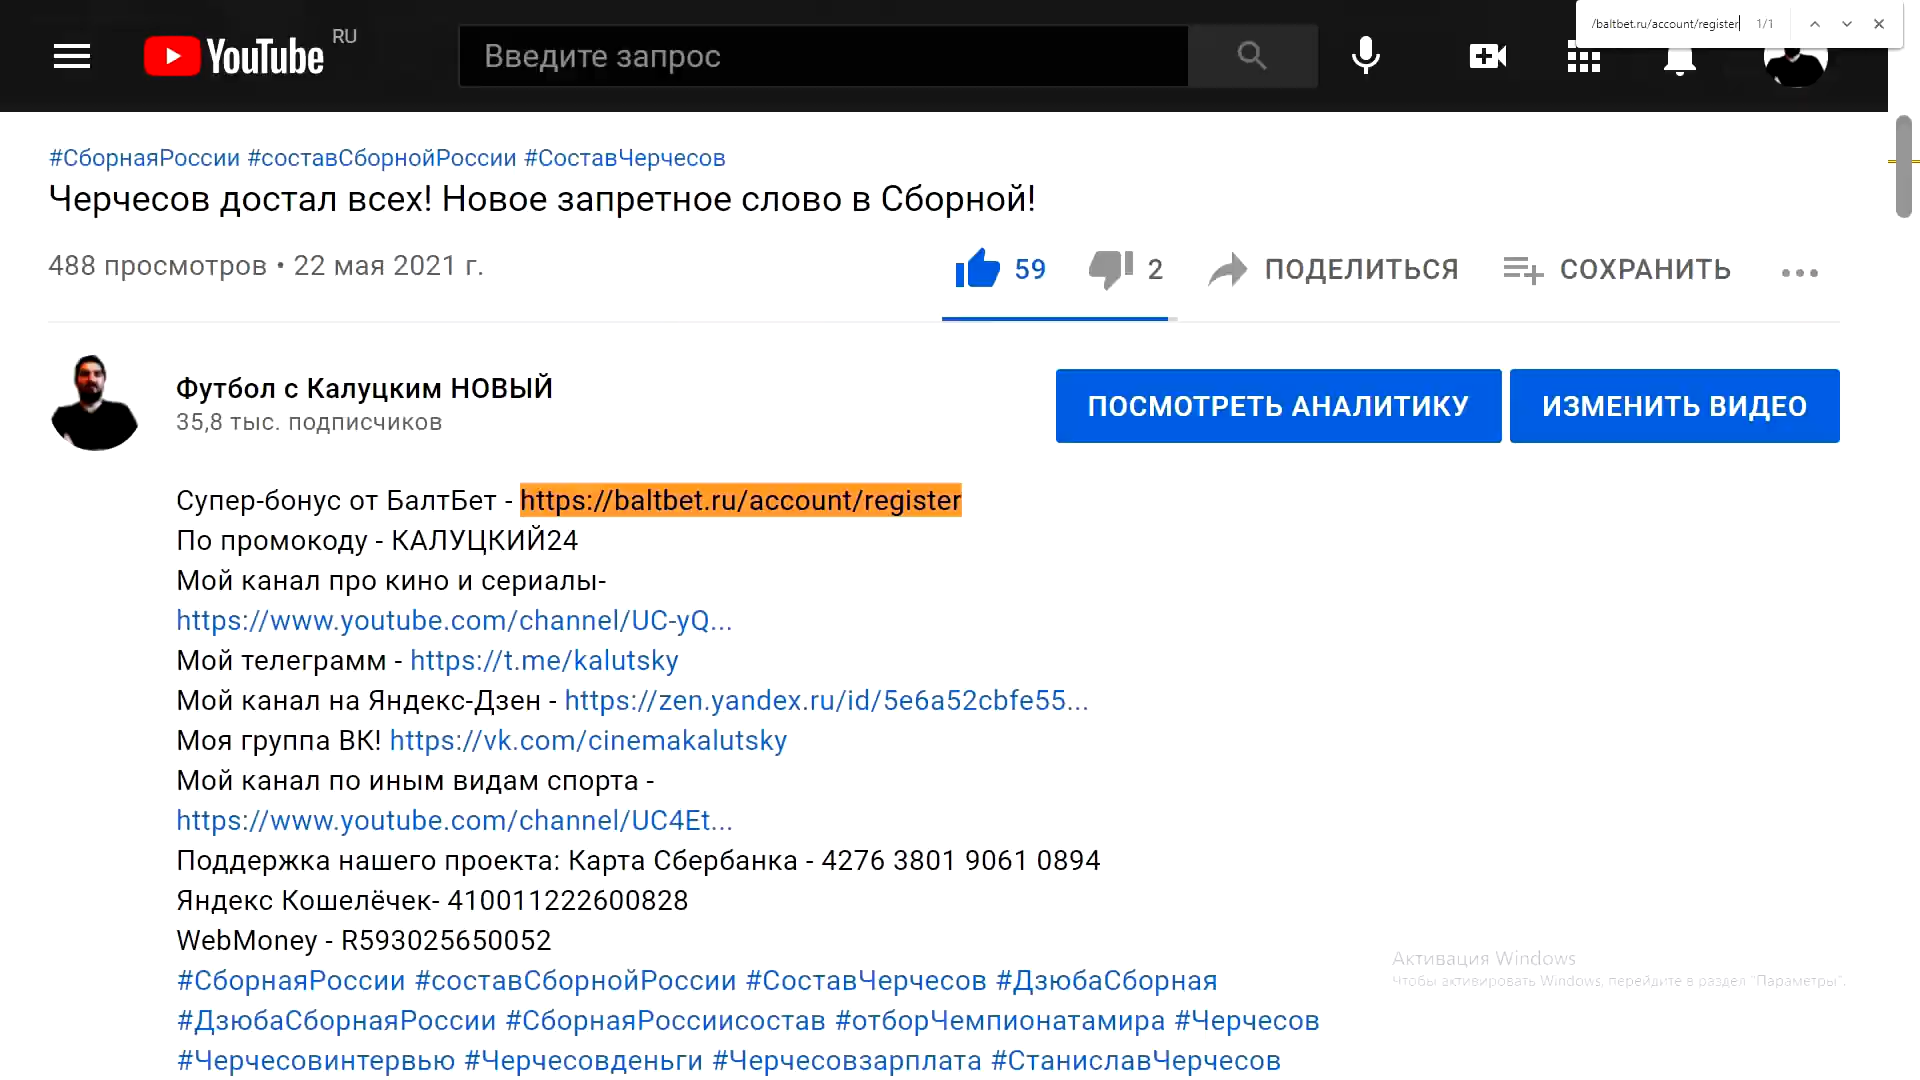 /baltbet.ru/account/register 1/1
YouTube RU
Введите запрос
#СборнаяРоссии #составСборнойРоссии #СоставЧерчесов
Черчесов достал всех! Новое запретное слово в Сборной!
488 просмотров • 22 мая 2021 г.
59 2 ПОДЕЛИТЬСЯ СОХРАНИТЬ
Футбол с Калуцким НОВЫЙ
35,8 тыс. подписчиков
ПОСМОТРЕТЬ АНАЛИТИКУ ИЗМЕНИТЬ ВИДЕО
Супер-бонус от БалтБет - https://baltbet.ru/account/register
По промокоду - КАЛУЦКИЙ24
Мой канал про кино и сериалы-
https://www.youtube.com/channel/UC-yQ...
Мой телеграмм - https://t.me/kalutsky
Мой канал на Яндекс-Дзен - https://zen.yandex.ru/id/5e6a52cbfe55...
Моя группа ВК! https://vk.com/cinemakalutsky
Мой канал по иным видам спорта -
https://www.youtube.com/channel/UC4Et...
Поддержка нашего проекта: Карта Сбербанка - 4276 3801 9061 0894
Яндекс Кошелёчек- 410011222600828
WebMoney - R593025650052
#СборнаяРоссии #составСборнойРоссии #СоставЧерчесов #ДзюбаСборная
#ДзюбаСборнаяРоссии #СборнаяРоссиисостав #отборЧемпионатамира #Черчесов
#Черчесовинтервью #Черчесовденьги #Черчесовзарплата #СтаниславЧерчесов
Активация Windows
Чтобы активировать Windows, перейдите в раздел "Параметры".